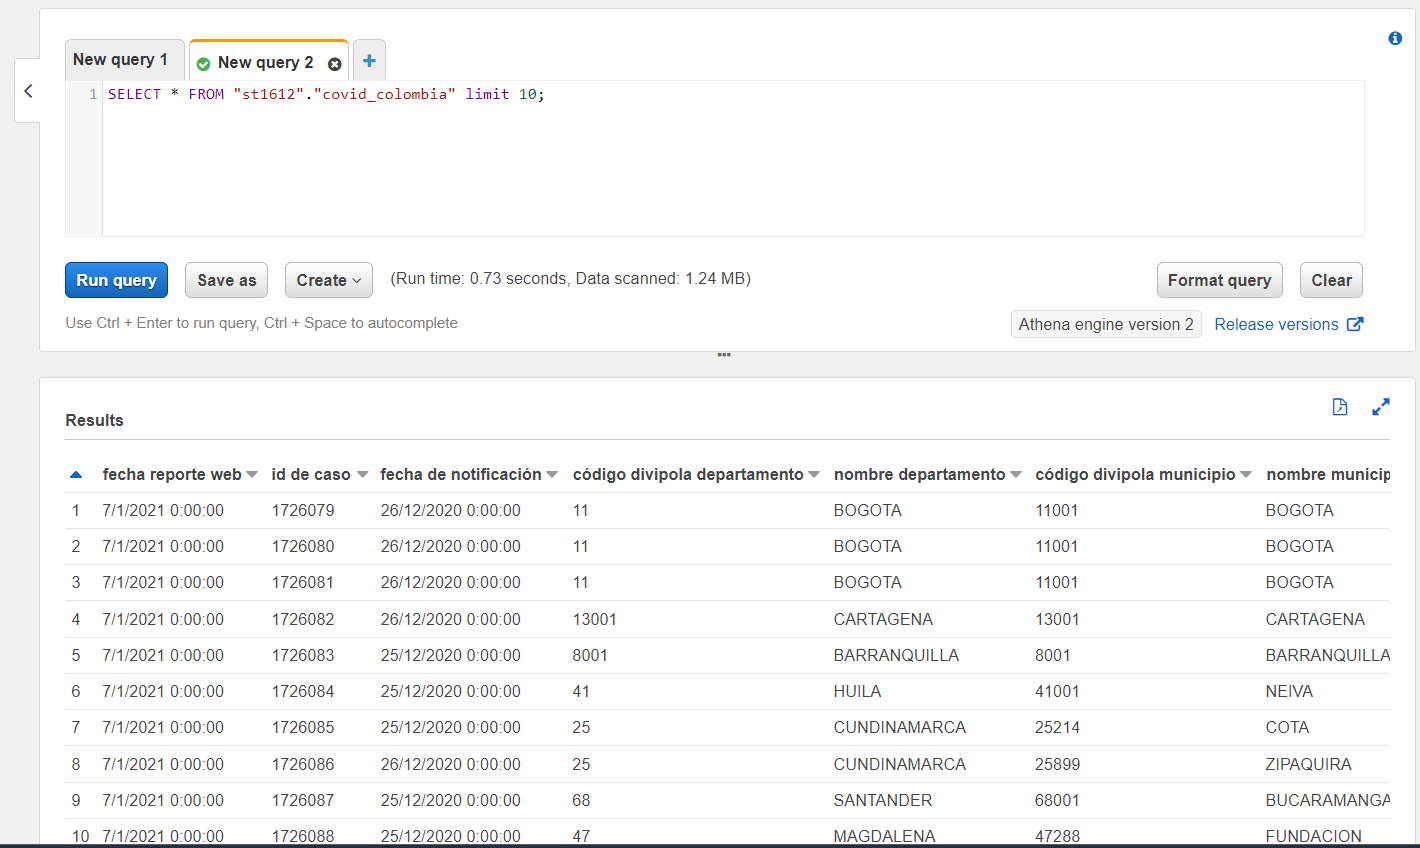 New query 1 New query 2 +
1 SELECT * FROM "st1612"."covid_colombia" limit 10;
Run query Save as Create (Run time: 0.73 seconds, Data scanned: 1.24 MB) Format query Clear
Use Ctrl + Enter to run query, Ctrl + Space to autocomplete Athena engine version 2 Release versions
Results
fecha reporte web id de caso fecha de notificación código divipola departamento nombre departamento código divipola municipio nombre municip
1 7/1/2021 0:00:00 1726079 26/12/2020 0:00:00 11 BOGOTA 11001 BOGOTA
2 7/1/2021 0:00:00 1726080 26/12/2020 0:00:00 11 BOGOTA 11001 BOGOTA
3 7/1/2021 0:00:00 1726081 26/12/2020 0:00:00 11 BOGOTA 11001 BOGOTA
4 7/1/2021 0:00:00 1726082 26/12/2020 0:00:00 13001 CARTAGENA 13001 CARTAGENA
5 7/1/2021 0:00:00 1726083 25/12/2020 0:00:00 8001 BARRANQUILLA 8001 BARRANQUILLA
6 7/1/2021 0:00:00 1726084 25/12/2020 0:00:00 41 HUILA 41001 NEIVA
7 7/1/2021 0:00:00 1726085 25/12/2020 0:00:00 25 CUNDINAMARCA 25214 COTA
8 7/1/2021 0:00:00 1726086 26/12/2020 0:00:00 25 CUNDINAMARCA 25899 ZIPAQUIRA
9 7/1/2021 0:00:00 1726087 25/12/2020 0:00:00 68 SANTANDER 68001 BUCARAMANGA
10 7/1/2021 0:00:00 1726088 25/12/2020 0:00:00 47 MAGDALENA 47288 FUNDACION